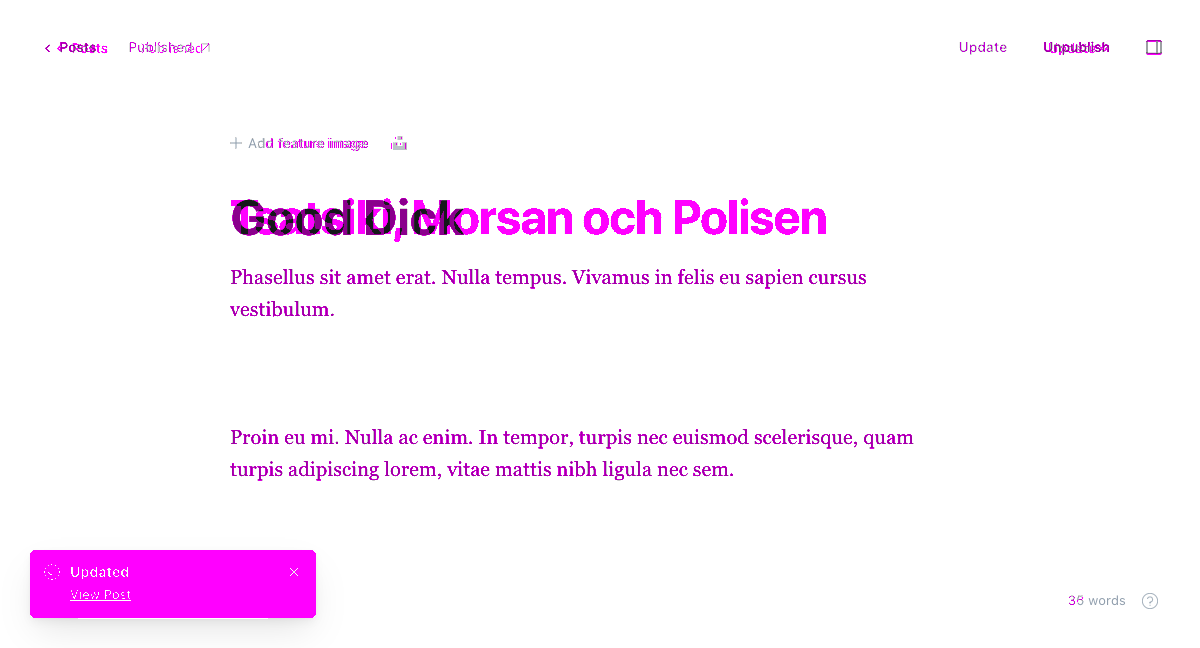 Posts Published Update Unpublish
Add feature image
Good Dick
Tsatsiki, Morsan och Polisen
Phasellus sit amet erat. Nulla tempus. Vivamus in felis eu sapien cursus
vestibulum.
Proin eu mi. Nulla ac enim. In tempor, turpis nec euismod scelerisque, quam
turpis adipiscing lorem, vitae mattis nibh ligula nec sem.
Updated
View Post
words